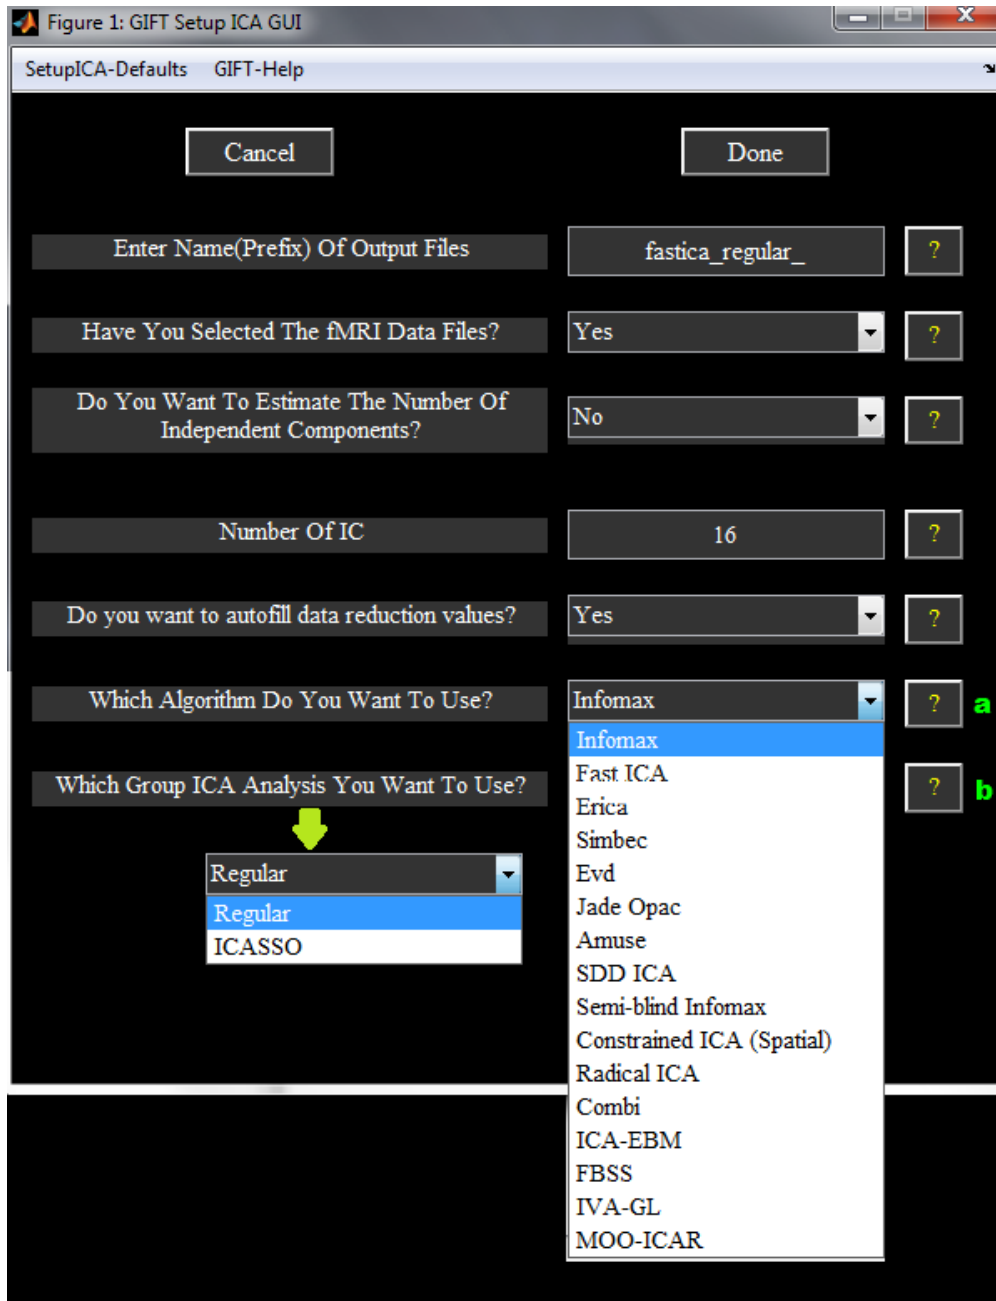 Figure 1: GIFT Setup ICA GUI
SetupICA-Defaults GIFT-Help
Cancel Done
Enter Name(Prefix) Of Output Files fastica_regular_ ?
Have You Selected The fMRI Data Files? Yes ?
Do You Want To Estimate The Number Of
Independent Components? No ?
Number Of IC 16 ?
Do you want to autofill data reduction values? Yes ?
Which Algorithm Do You Want To Use? Infomax ? a
Infomax
Fast ICA
Erica
Simbec
Evd
Jade Opac
Amuse
SDD ICA
Semi-blind Infomax
Constrained ICA (Spatial)
Radical ICA
Combi
ICA-EBM
FBSS
IVA-GL
MOO-ICAR
Which Group ICA Analysis You Want To Use? ? b
Regular
Regular
ICASSO